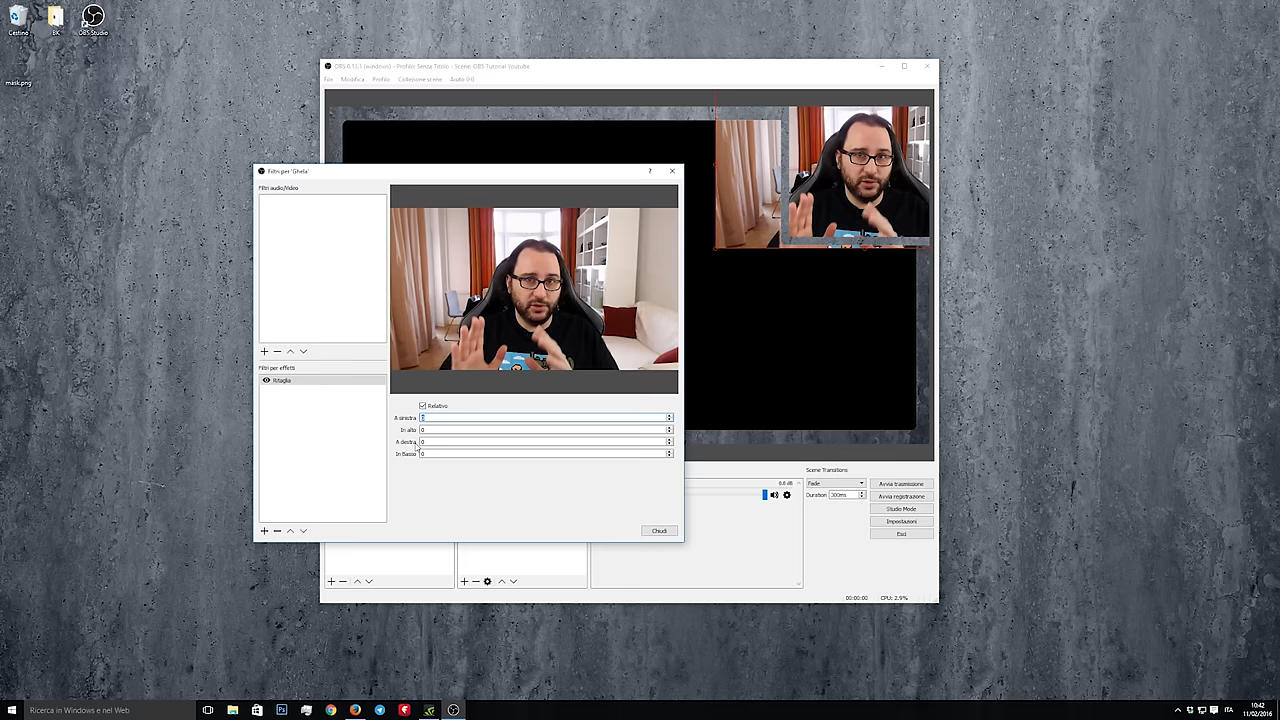 Cestino
BK
OBS Studio
mask.png
OBS 0.13.1 (windows) - Profilo: Senza Titolo - Scena: OBS Tutorial Youtube
File Modifica Profilo Collezione scene Aiuto (H)
Filtri per 'Ghela'
?
Filtri audio/Video
Filtri per effetti
Ritaglia
Relativo
A sinistra 0
In alto 0
A destra 0
In Basso 0
Chiudi
0.0 dB
Scene Transitions
Fade
Duration 300ms
Avvia trasmissione
Avvia registrazione
Studio Mode
Impostazioni
Esci
00:00:00 CPU: 2.9%
Ricerca in Windows e nel Web
Ps
ITA
10:42
11/02/2016